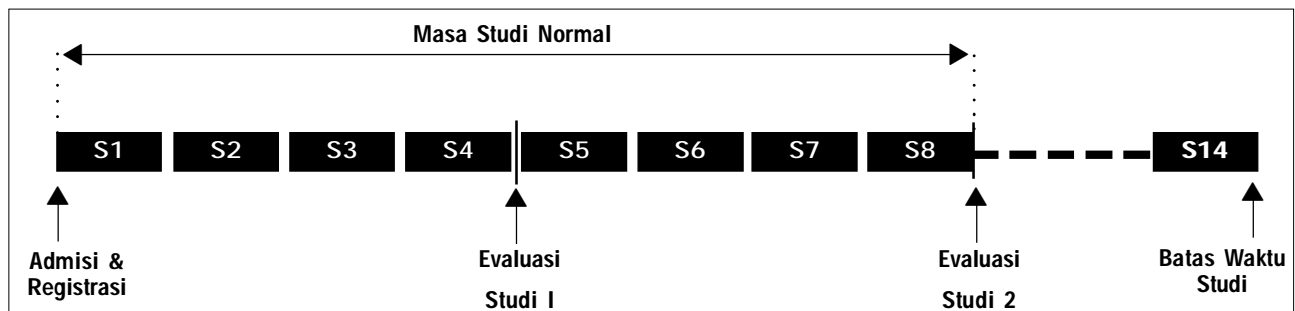 Masa Studi Normal
S1 S2 S3 S4 S5 S6 S7 S8 S14
Admisi &
Registrasi
Evaluasi
Studi I
Evaluasi
Studi 2
Batas Waktu
Studi